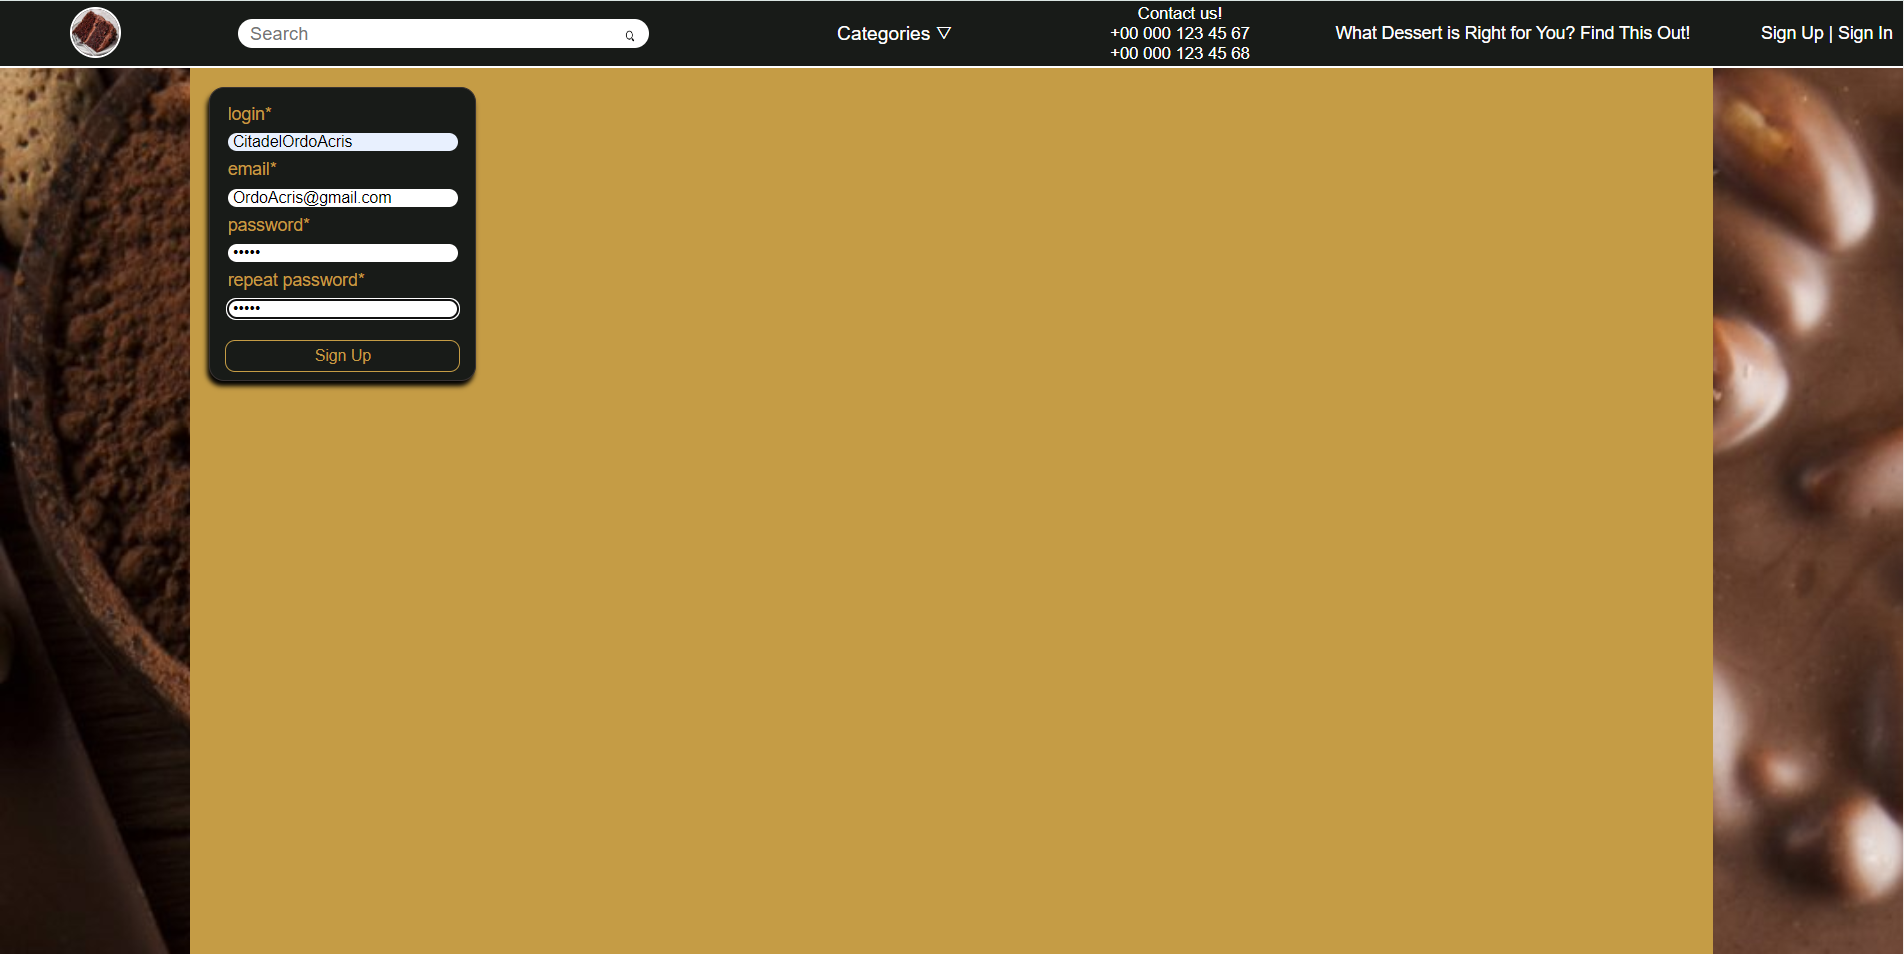 Search
Categories ▽
Contact us!
+00 000 123 45 67
+00 000 123 45 68
What Dessert is Right for You? Find This Out!
Sign Up | Sign In
login*
CitadelOrdoAcris
email*
OrdoAcris@gmail.com
password*
•••••
repeat password*
•••••
Sign Up